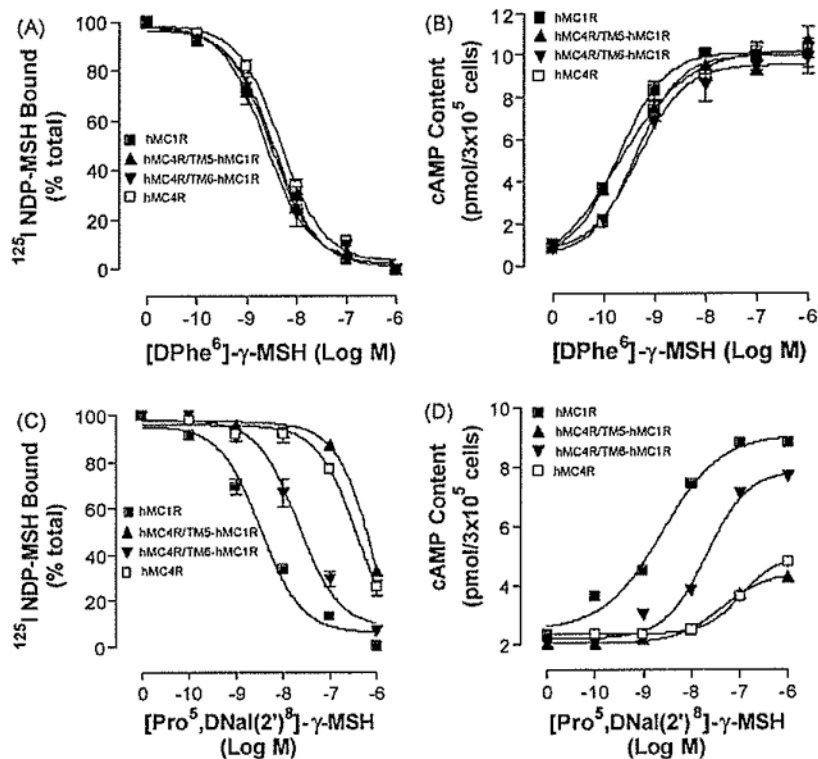 (A)
¹²⁵I NDP-MSH Bound
(% total)
100
80
60
40
20
0
hMC1R
hMC4R/TM5-hMC1R
hMC4R/TM6-hMC1R
hMC4R
0 -10 -9 -8 -7 -6
[DPhe⁶]-γ-MSH (Log M)
(B)
cAMP Content
(pmol/3x10⁵ cells)
12
10
8
6
4
2
0
hMC1R
hMC4R/TM5-hMC1R
hMC4R/TM6-hMC1R
hMC4R
0 -10 -9 -8 -7 -6
[DPhe⁶]-γ-MSH (Log M)
(C)
¹²⁵I NDP-MSH Bound
(% total)
100
80
60
40
20
0
hMC1R
hMC4R/TM5-hMC1R
hMC4R/TM6-hMC1R
hMC4R
0 -10 -9 -8 -7 -6
[Pro⁵,DNal(2')⁸]-γ-MSH
(Log M)
(D)
cAMP Content
(pmol/3x10⁵ cells)
10
8
6
4
2
hMC1R
hMC4R/TM5-hMC1R
hMC4R/TM6-hMC1R
hMC4R
0 -10 -9 -8 -7 -6
[Pro⁵,DNal(2')⁸]-γ-MSH
(Log M)